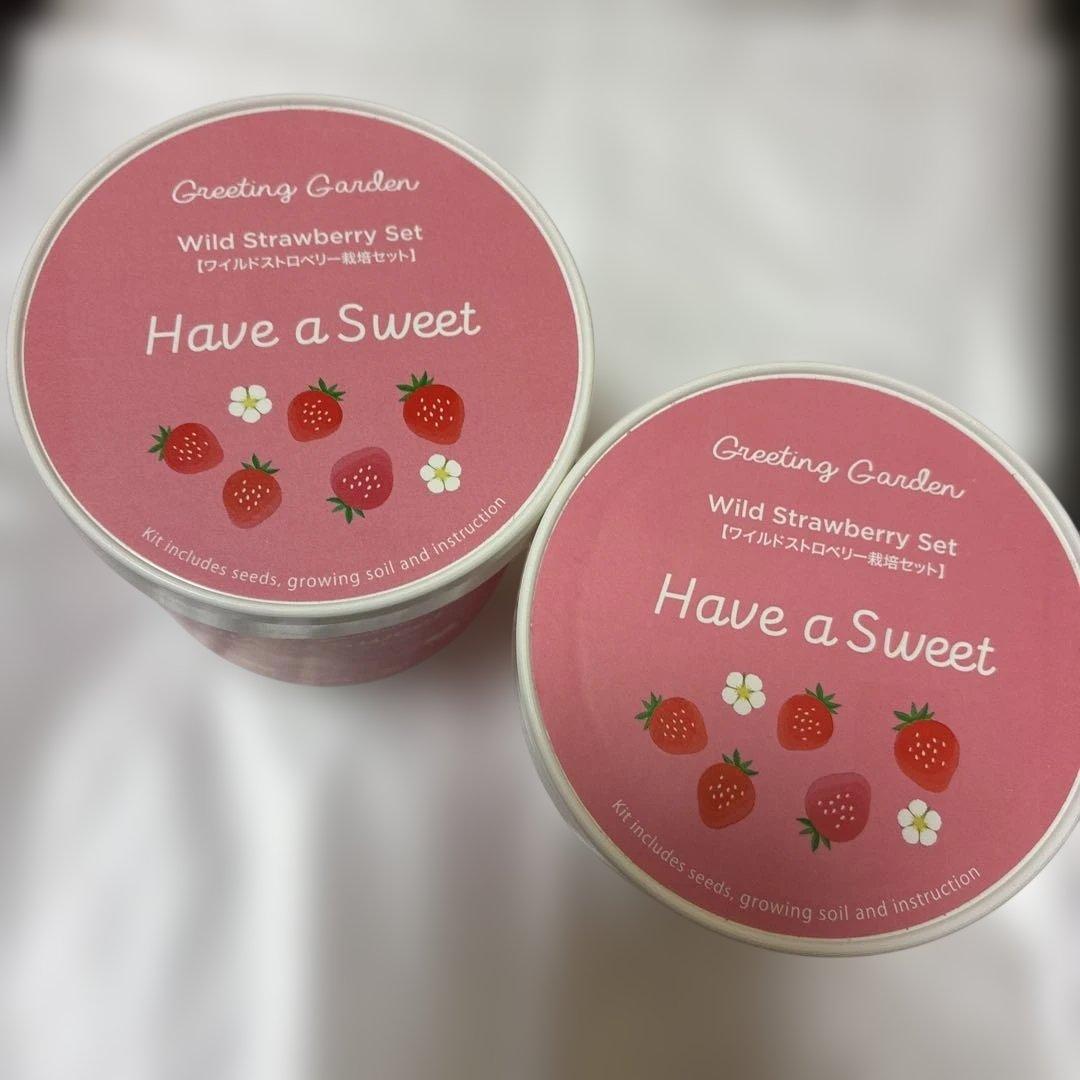 Greeting Garden
Wild Strawberry Set
【ワイルドストロベリー栽培セット】
Have a Sweet
Kit includes seeds, growing soil and instruction
Greeting Garden
Wild Strawberry Set
【ワイルドストロベリー栽培セット】
Have a Sweet
Kit includes seeds, growing soil and instruction